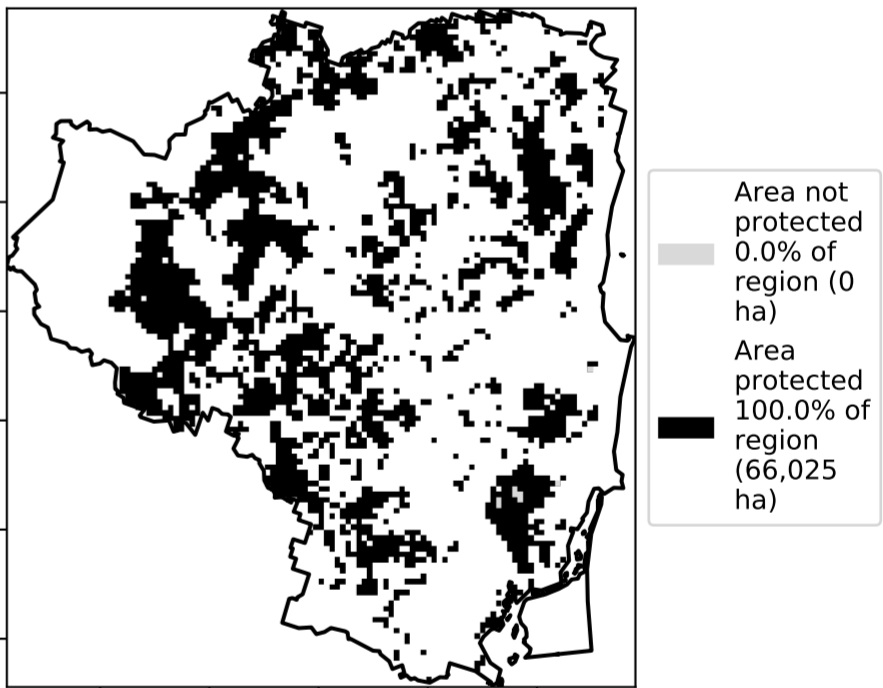 Area not
protected
0.0% of
region (0
ha)
Area
protected
100.0% of
region
(66,025
ha)